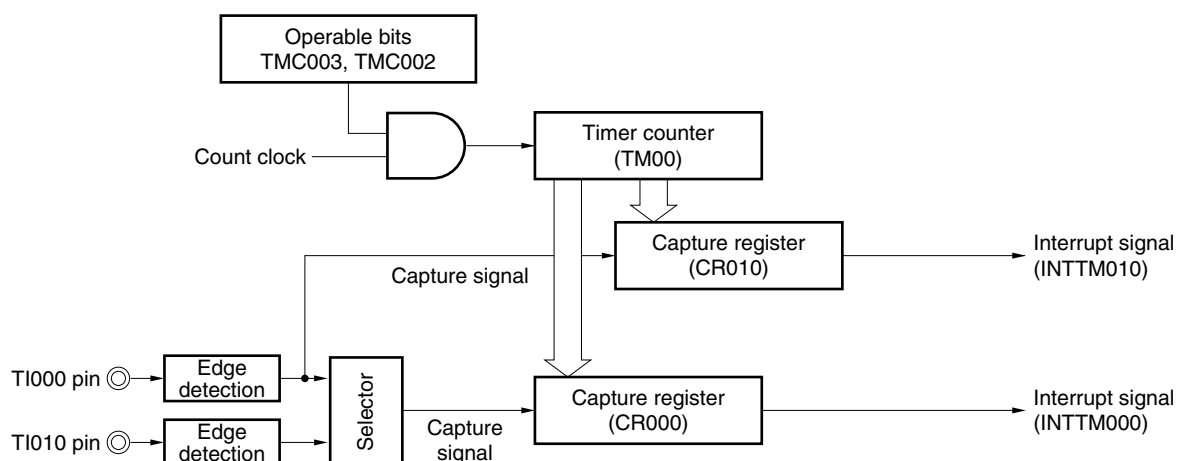 Operable bits
TMC003, TMC002
Count clock
Timer counter
(TM00)
Capture register
(CR010)
Interrupt signal
(INTTM010)
Capture signal
TI000 pin
Edge
detection
Selector
Capture register
(CR000)
Interrupt signal
(INTTM000)
TI010 pin
Edge
detection
Capture
signal